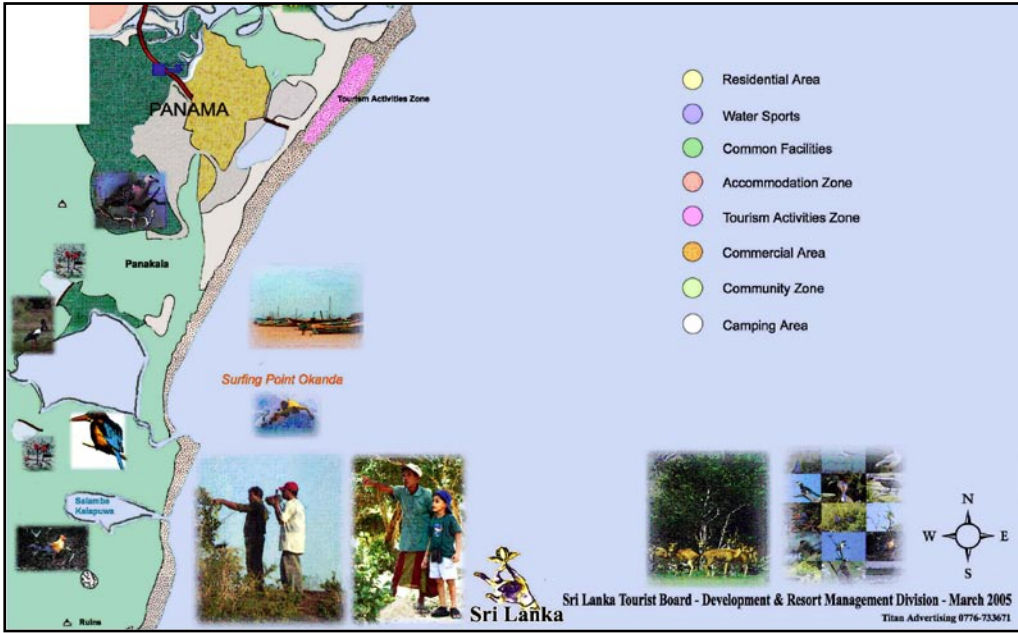 PANAMA
Tourism Activities Zone
Panakala
Surfing Point Okanda
Salamba
Kalapuwa
Ruins
Residential Area
Water Sports
Common Facilities
Accommodation Zone
Tourism Activities Zone
Commercial Area
Community Zone
Camping Area
N
W
E
S
Sri Lanka
Sri Lanka Tourist Board - Development & Resort Management Division - March 2005
Titan Advertising 0776-733671